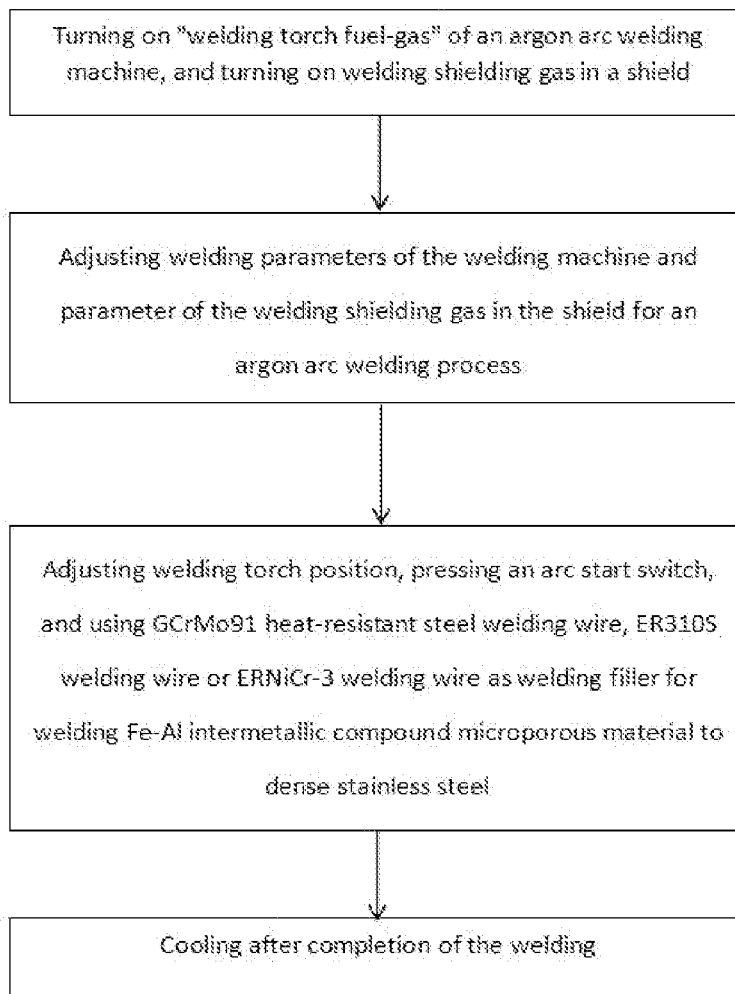 Turning on "welding torch fuel-gas" of an argon arc welding
machine, and turning on welding shielding gas in a shield
Adjusting welding parameters of the welding machine and
parameter of the welding shielding gas in the shield for an
argon arc welding process
Adjusting welding torch position, pressing an arc start switch,
and using GCrMo91 heat-resistant steel welding wire, ER310S
welding wire or ERNiCr-3 welding wire as welding filler for
welding Fe-Al intermetallic compound microporous material to
dense stainless steel
Cooling after completion of the welding